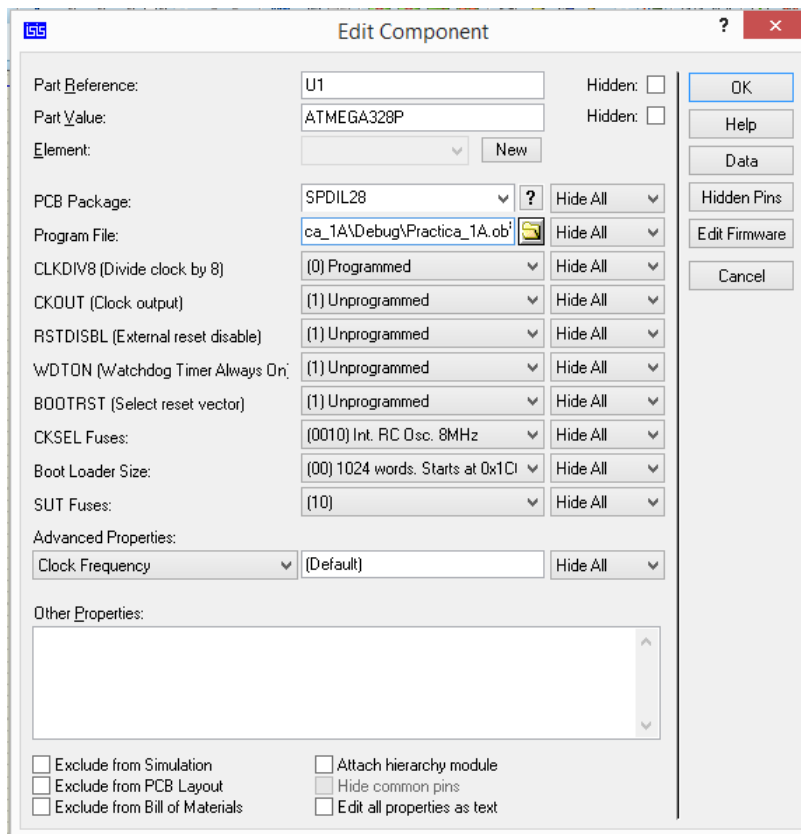 isis Edit Component ? ×
Part Reference: U1 Hidden:
Part Value: ATMEGA328P Hidden:
Element: New
PCB Package: SPDIL28 ? Hide All
Program File: ca_1A\Debug\Practica_1A.ob Hide All
CLKDIV8 (Divide clock by 8) (0) Programmed Hide All
CKOUT (Clock output) (1) Unprogrammed Hide All
RSTDISBL (External reset disable) (1) Unprogrammed Hide All
WDTON (Watchdog Timer Always On) (1) Unprogrammed Hide All
BOOTRST (Select reset vector) (1) Unprogrammed Hide All
CKSEL Fuses: (0010) Int. RC Osc. 8MHz Hide All
Boot Loader Size: (00) 1024 words. Starts at 0x1C Hide All
SUT Fuses: (10) Hide All
Advanced Properties:
Clock Frequency (Default) Hide All
Other Properties:
Exclude from Simulation Attach hierarchy module
Exclude from PCB Layout Hide common pins
Exclude from Bill of Materials Edit all properties as text
OK
Help
Data
Hidden Pins
Edit Firmware
Cancel